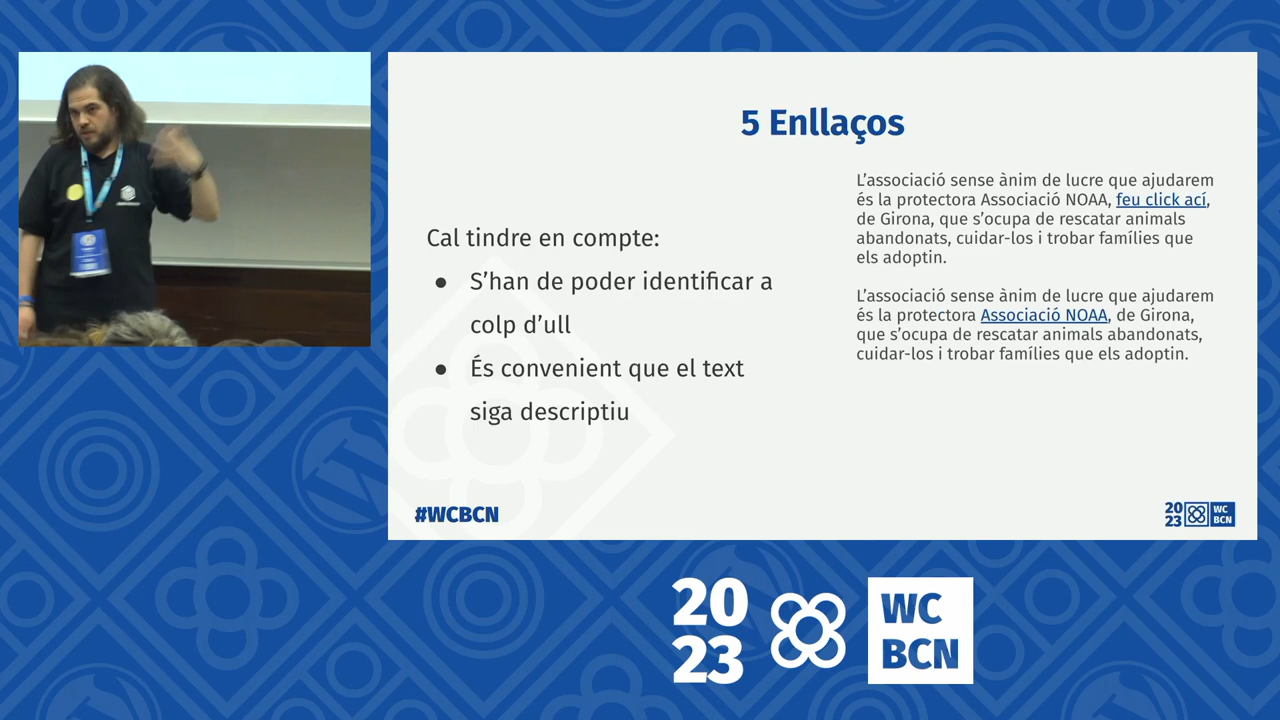 5 Enllaços
Cal tindre en compte:
● S’han de poder identificar a
colp d’ull
● És convenient que el text
siga descriptiu
L’associació sense ànim de lucre que ajudarem
és la protectora Associació NOAA, feu click ací,
de Girona, que s’ocupa de rescatar animals
abandonats, cuidar-los i trobar famílies que
els adoptin.
L’associació sense ànim de lucre que ajudarem
és la protectora Associació NOAA, de Girona,
que s’ocupa de rescatar animals abandonats,
cuidar-los i trobar famílies que els adoptin.
#WCBCN
20
23
WC
BCN
20
23
WC
BCN